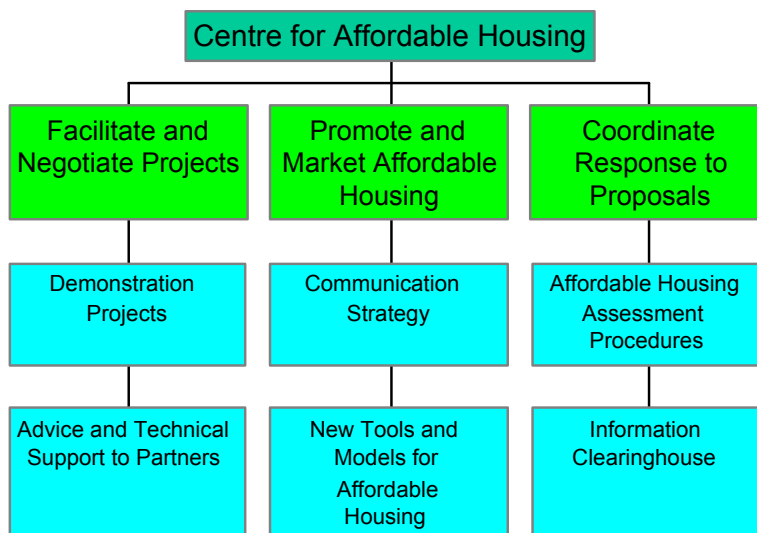 Centre for Affordable Housing
Facilitate and
Negotiate Projects
Promote and
Market Affordable
Housing
Coordinate
Response to
Proposals
Demonstration
Projects
Communication
Strategy
Affordable Housing
Assessment
Procedures
Advice and Technical
Support to Partners
New Tools and
Models for
Affordable
Housing
Information
Clearinghouse